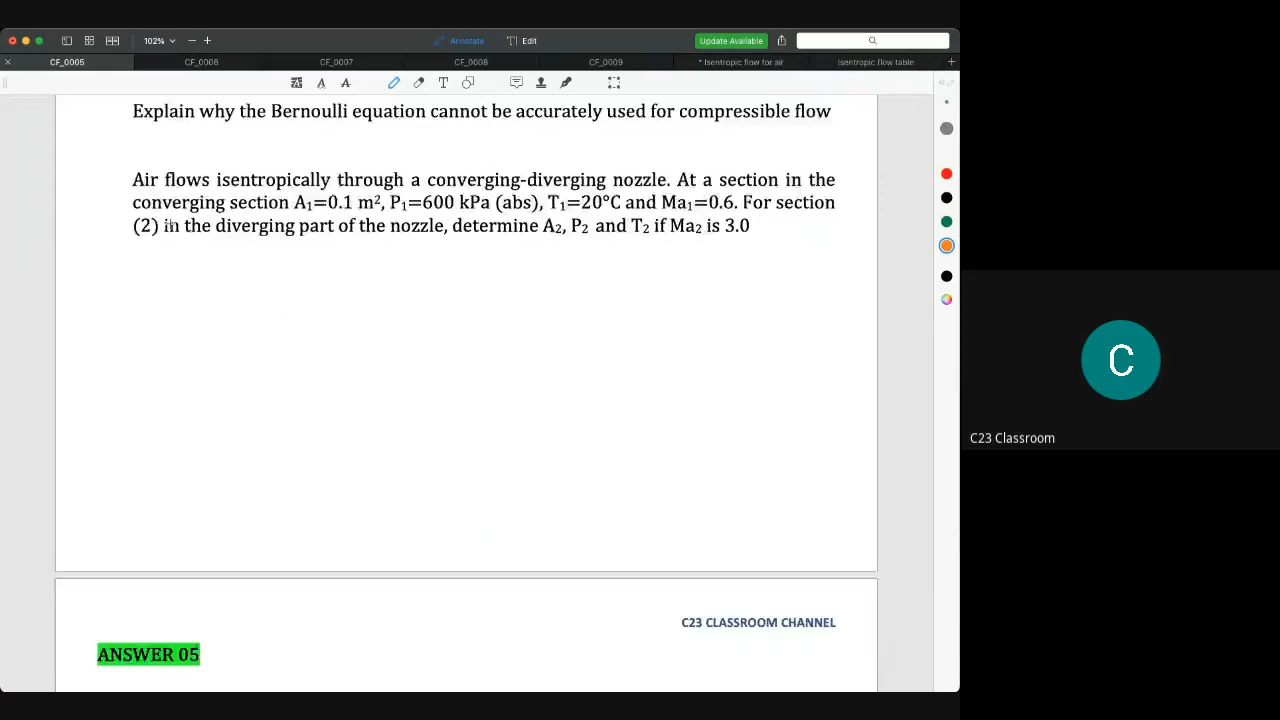 102%
Annotate
Edit
Update Available
CF_0005
CF_0006
CF_0007
CF_0008
CF_0009
* Isentropic flow for air
Isentropic flow table
Explain why the Bernoulli equation cannot be accurately used for compressible flow
Air flows isentropically through a converging-diverging nozzle. At a section in the
converging section A₁=0.1 m², P₁=600 kPa (abs), T₁=20°C and Ma₁=0.6. For section
(2) in the diverging part of the nozzle, determine A₂, P₂ and T₂ if Ma₂ is 3.0
C
C23 Classroom
C23 CLASSROOM CHANNEL
ANSWER 05